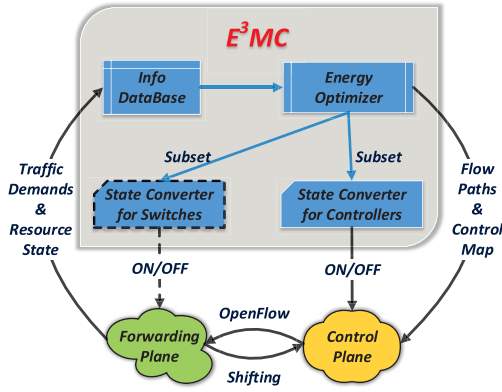 E³MC
Info
DataBase
Energy
Optimizer
Subset
Subset
State Converter
for Switches
State Converter
for Controllers
Traffic
Demands
&
Resource
State
Flow
Paths
& Control
Map
ON/OFF
ON/OFF
OpenFlow
Forwarding
Plane
Control
Plane
Shifting